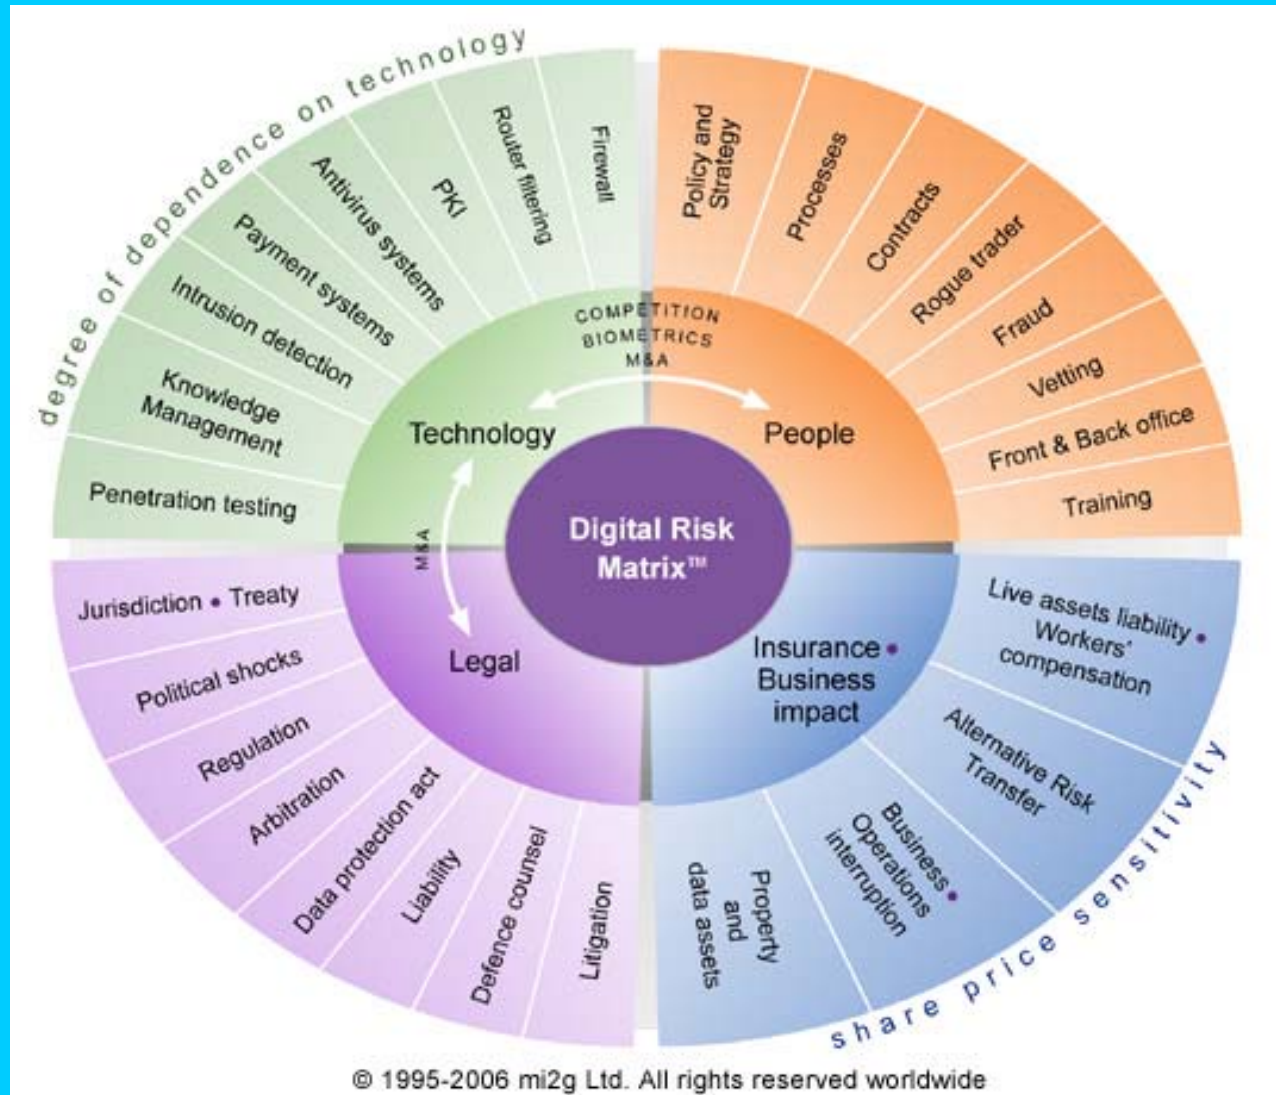 degree of dependence on technology
Penetration testing
Knowledge
Management
Intrusion detection
Payment systems
Antivirus systems
PKI
Router filtering
Firewall
Policy and
Strategy
Processes
Contracts
Rogue trader
Fraud
Vetting
Front & Back office
Training
COMPETITION
BIOMETRICS
M&A
Technology
People
Digital Risk
Matrix™
M&A
Legal
Insurance •
Business
impact
Jurisdiction • Treaty
Political shocks
Regulation
Arbitration
Data protection act
Liability
Defence counsel
Litigation
Live assets liability •
Workers'
compensation
Alternative Risk
Transfer
Business •
Operations
interruption
Property
and
data assets
share price sensitivity
© 1995-2006 mi2g Ltd. All rights reserved worldwide